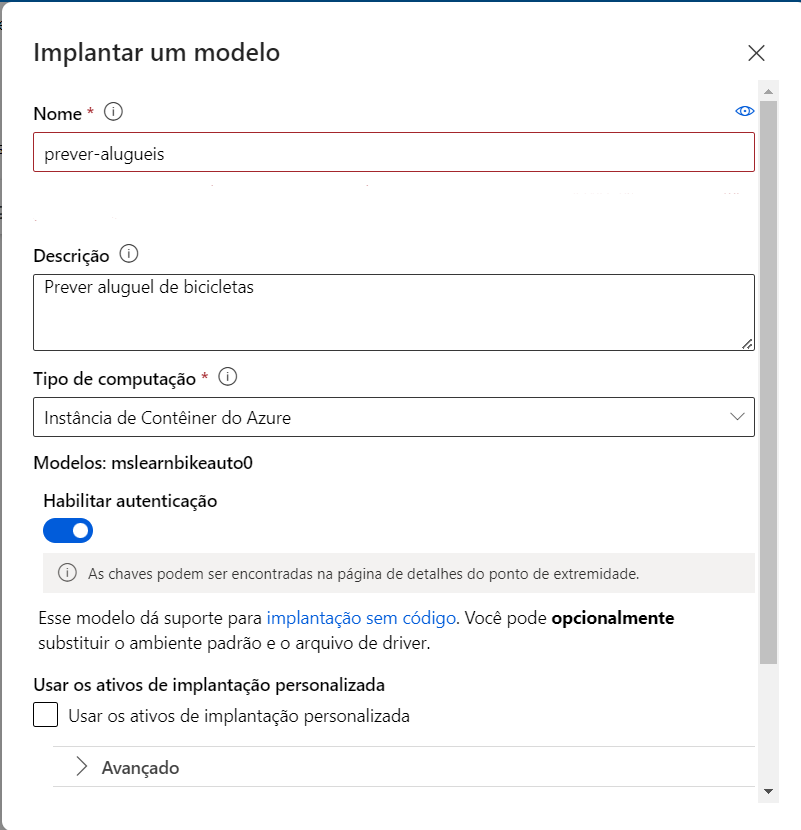 Implantar um modelo
Nome *
prever-alugueis
Descrição
Prever aluguel de bicicletas
Tipo de computação *
Instância de Contêiner do Azure
Modelos: mslearnbikeauto0
Habilitar autenticação
As chaves podem ser encontradas na página de detalhes do ponto de extremidade.
Esse modelo dá suporte para implantação sem código. Você pode opcionalmente
substituir o ambiente padrão e o arquivo de driver.
Usar os ativos de implantação personalizada
Usar os ativos de implantação personalizada
Avançado